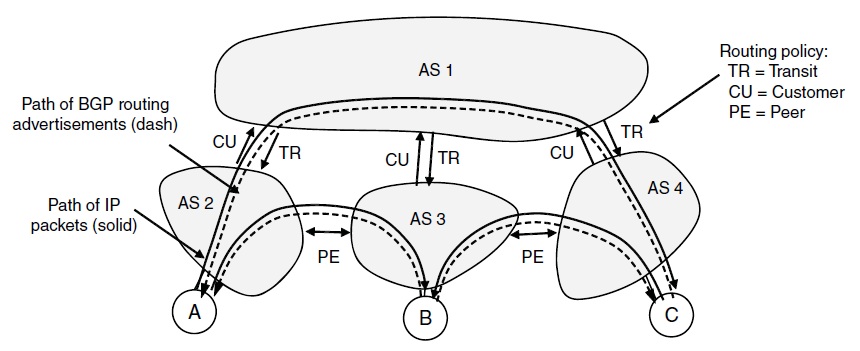 AS 1
Routing policy:
TR = Transit
CU = Customer
PE = Peer
Path of BGP routing
advertisements (dash)
CU
TR
CU
TR
CU
TR
Path of IP
packets (solid)
AS 2
AS 3
AS 4
PE
PE
A
B
C